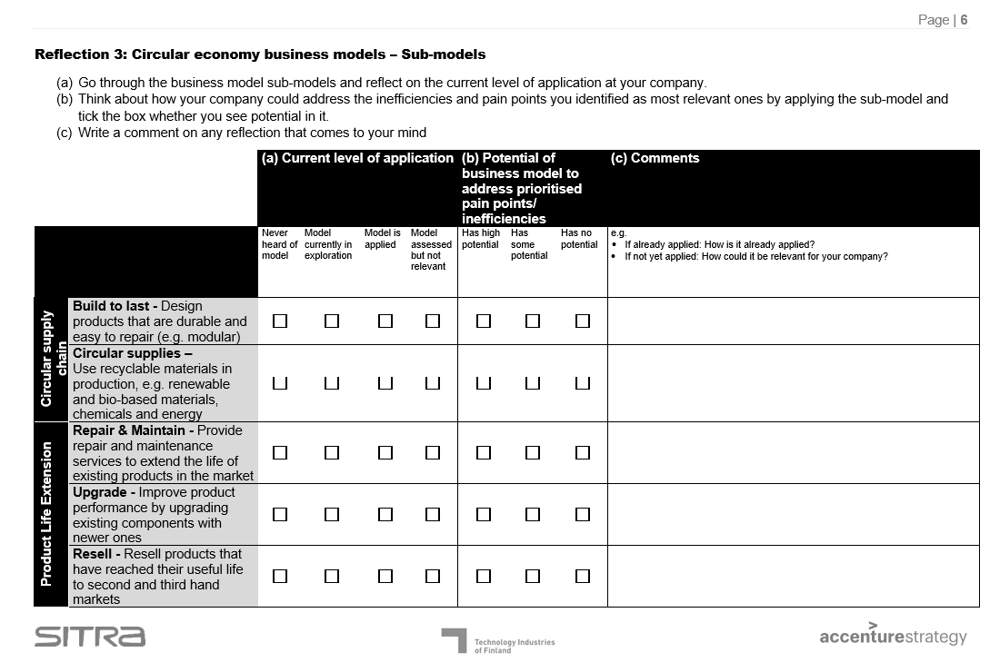 Page | 6
Reflection 3: Circular economy business models – Sub-models
(a) Go through the business model sub-models and reflect on the current level of application at your company.
(b) Think about how your company could address the inefficiencies and pain points you identified as most relevant ones by applying the sub-model and
tick the box whether you see potential in it.
(c) Write a comment on any reflection that comes to your mind
(a) Current level of application
(b) Potential of
business model to
address prioritised
pain points/
inefficiencies
(c) Comments
Never
heard of
model
Model
currently in
exploration
Model is
applied
Model
assessed
but not
relevant
Has high
potential
Has
some
potential
Has no
potential
e.g.
• If already applied: How is it already applied?
• If not yet applied: How could it be relevant for your company?
Circular supply
chain
Build to last - Design
products that are durable and
easy to repair (e.g. modular)
Circular supplies –
Use recyclable materials in
production, e.g. renewable
and bio-based materials,
chemicals and energy
Product Life Extension
Repair & Maintain - Provide
repair and maintenance
services to extend the life of
existing products in the market
Upgrade - Improve product
performance by upgrading
existing components with
newer ones
Resell - Resell products that
have reached their useful life
to second and third hand
markets
SITRA
Technology Industries
of Finland
accenturestrategy